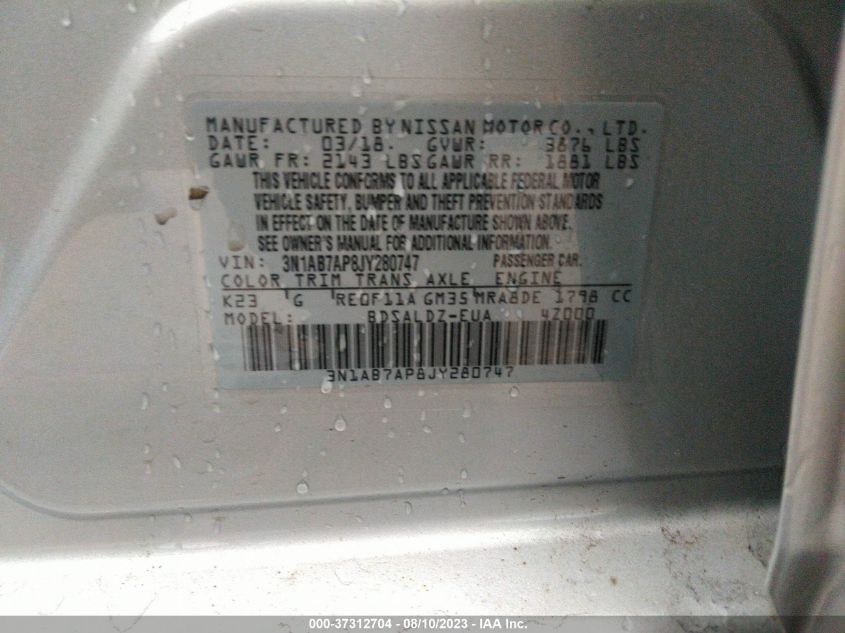 MANUFACTURED BY NISSAN MOTOR CO., LTD.
DATE: 03/18. GVWR: 3676 LBS
GAWR FR: 2143 LBS GAWR RR: 1881 LBS
THIS VEHICLE CONFORMS TO ALL APPLICABLE FEDERAL MOTOR
VEHICLE SAFETY, BUMPER AND THEFT PREVENTION STANDARDS
IN EFFECT ON THE DATE OF MANUFACTURE SHOWN ABOVE.
SEE OWNER'S MANUAL FOR ADDITIONAL INFORMATION.
VIN: 3N1AB7AP8JY280747 PASSENGER CAR.
COLOR TRIM TRANS AXLE ENGINE
K23 G RE0F11A GM35 MRA8DE 1798 CC
MODEL: BDSALDZ-EUA 4Z000
3N1AB7AP8JY280747
000-37312704 - 08/10/2023 - IAA Inc.